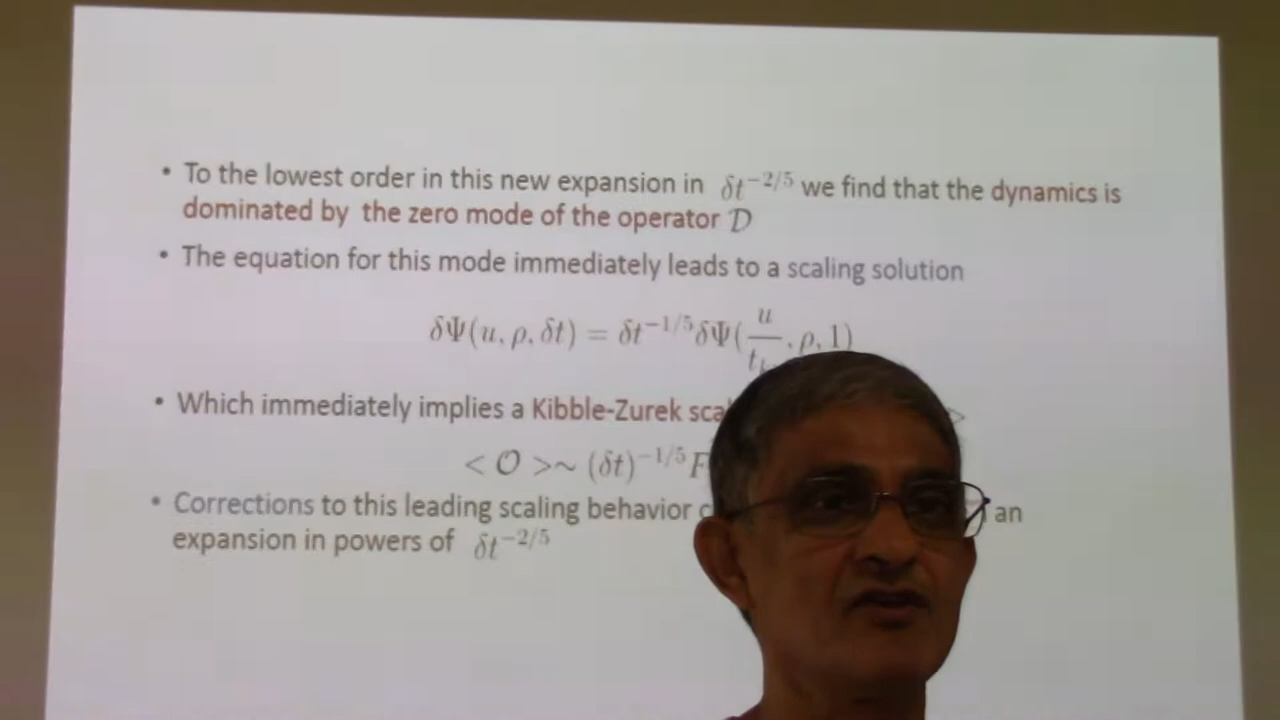 • To the lowest order in this new expansion in δt^{-2/5} we find that the dynamics is
dominated by the zero mode of the operator 𝒟
• The equation for this mode immediately leads to a scaling solution
δΨ(u, ρ, δt) = δt^{-1/5} δΨ(u/t, ρ, 1)
• Which immediately implies a Kibble-Zurek sca >
< 𝒪 >~ (δt)^{-1/5} F
• Corrections to this leading scaling behavior c an
expansion in powers of δt^{-2/5}